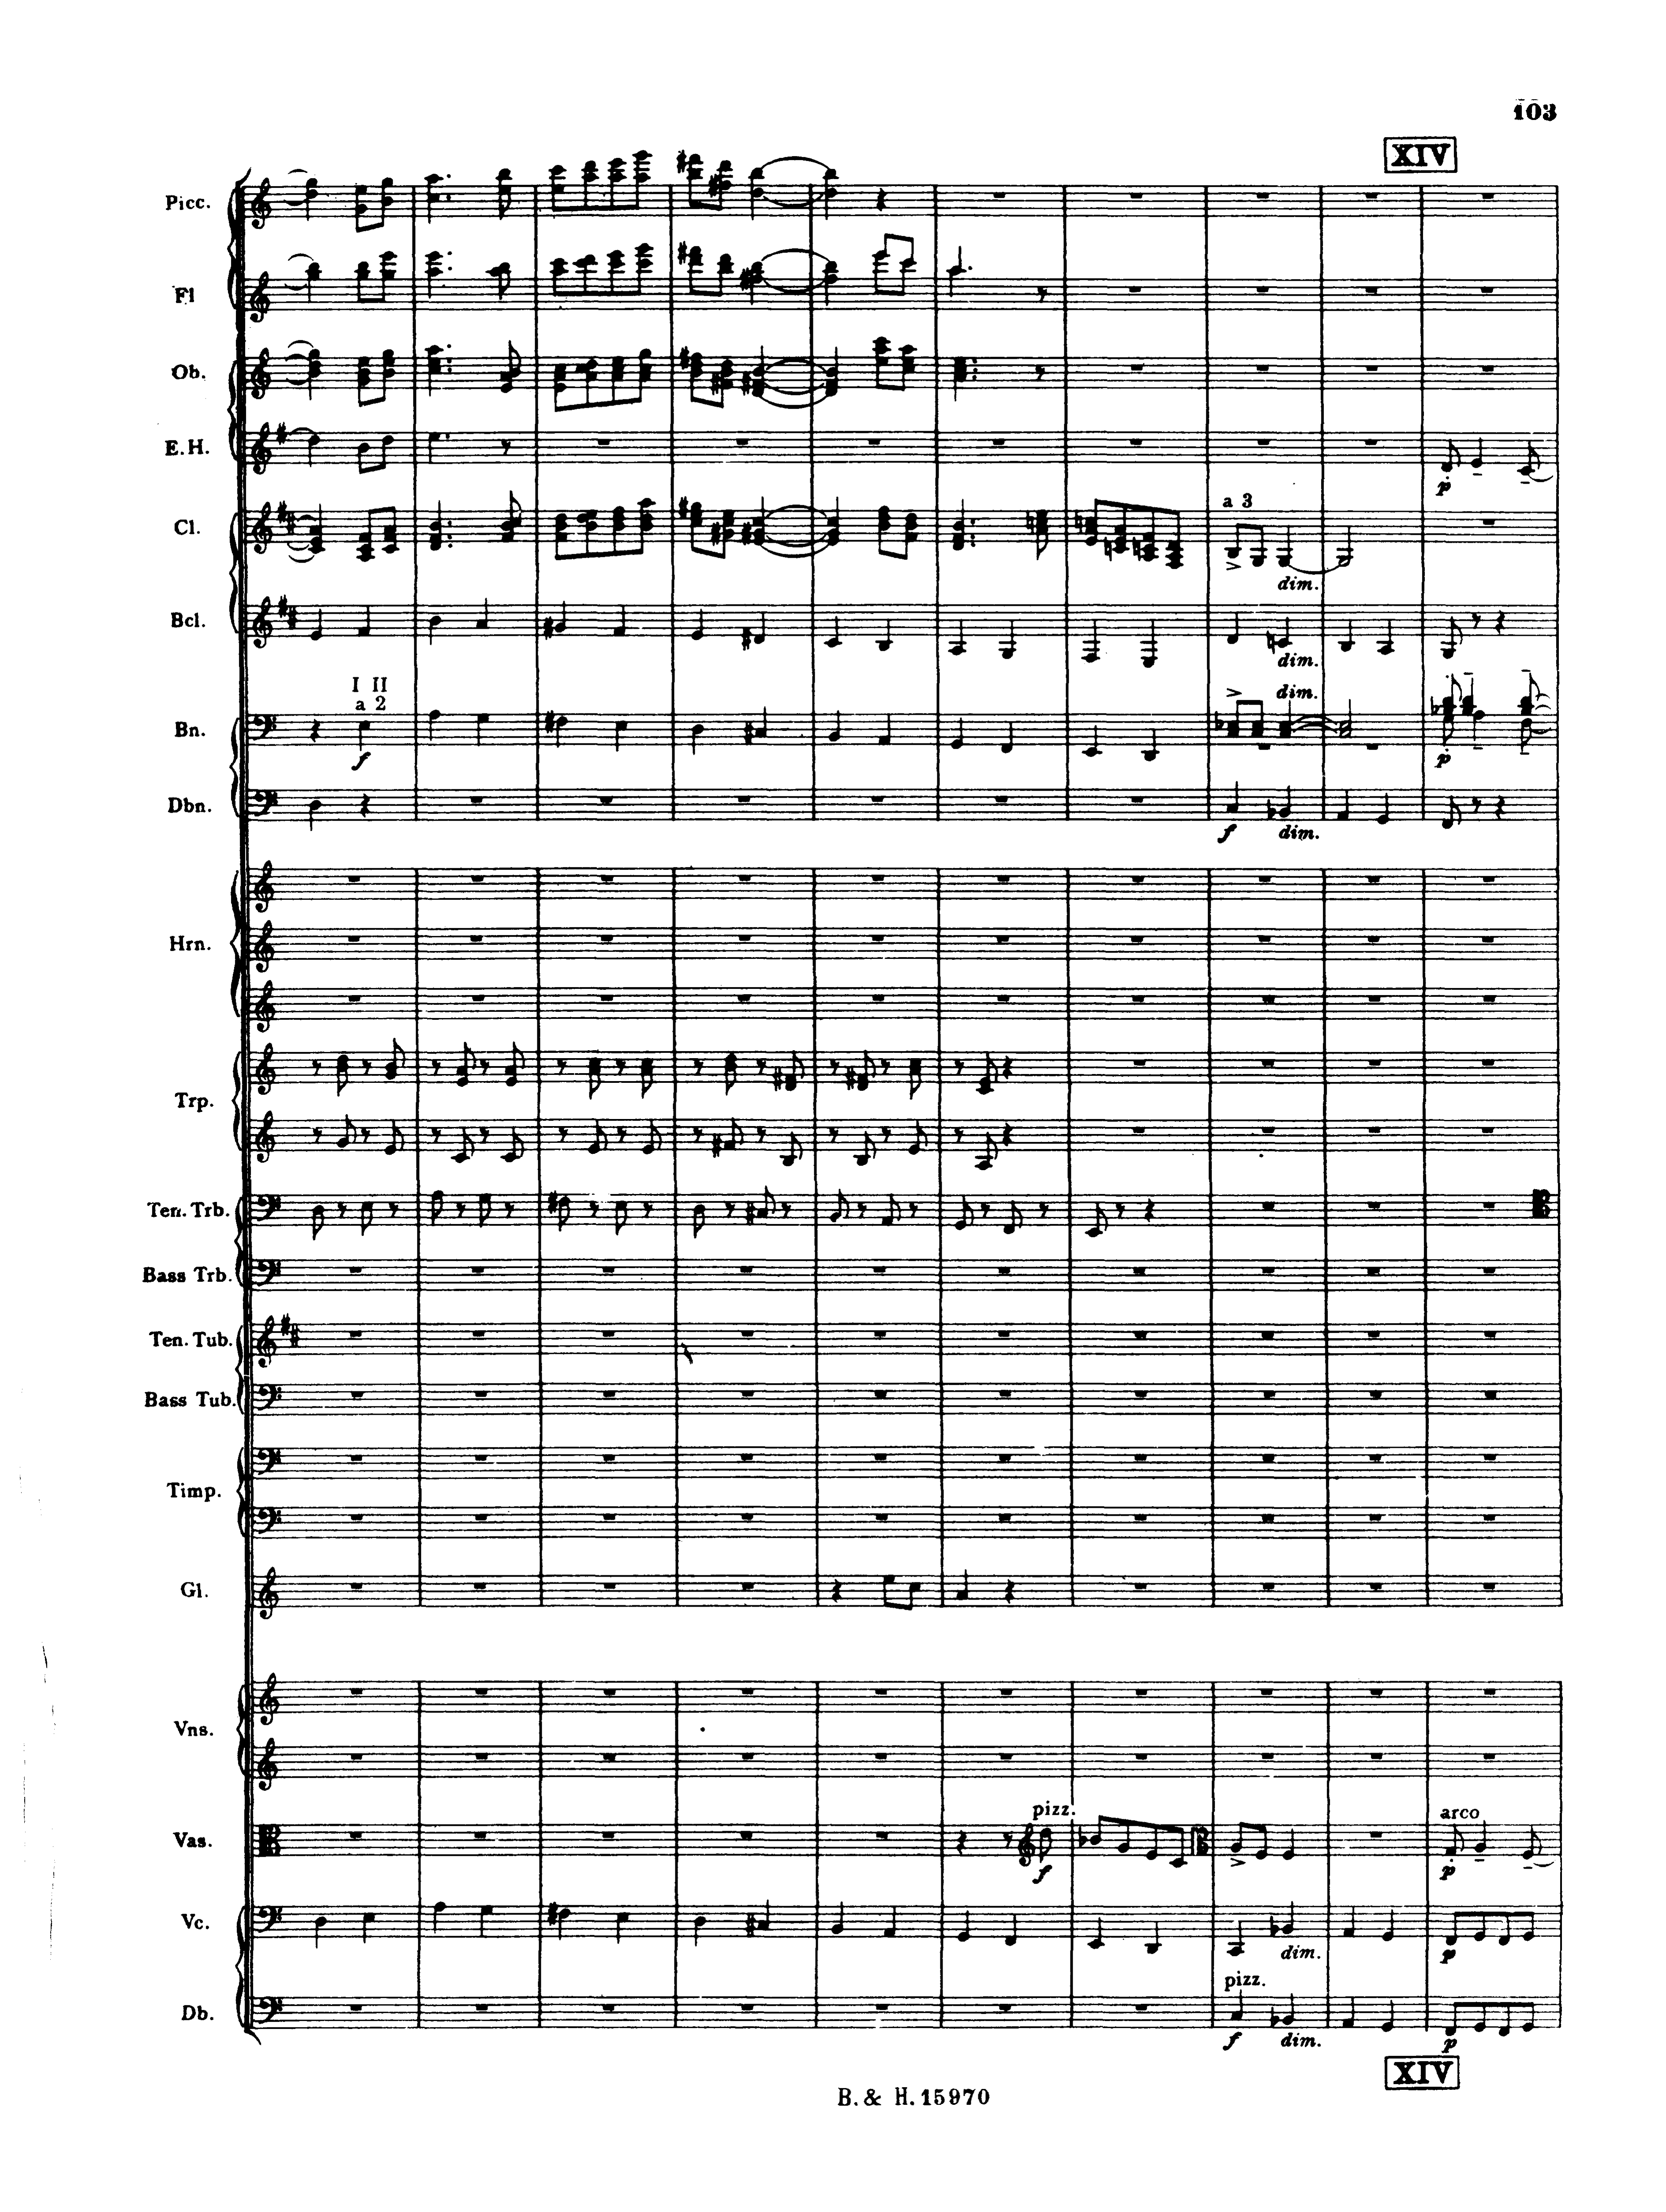 103
XIV
Picc.
Fl
Ob.
E. H.
p
Cl.
a 3
dim.
Bcl.
dim.
I II
a 2
dim.
Bn.
f
p
Dbn.
f
dim.
Hrn.
Trp.
Ten. Trb.
Bass Trb.
Ten. Tub.
Bass Tub.
Timp.
Gl.
Vns.
pizz.
arco
Vas.
f
p
Vc.
dim.
p
pizz.
Db.
f
dim.
p
XIV
B. & H. 15970